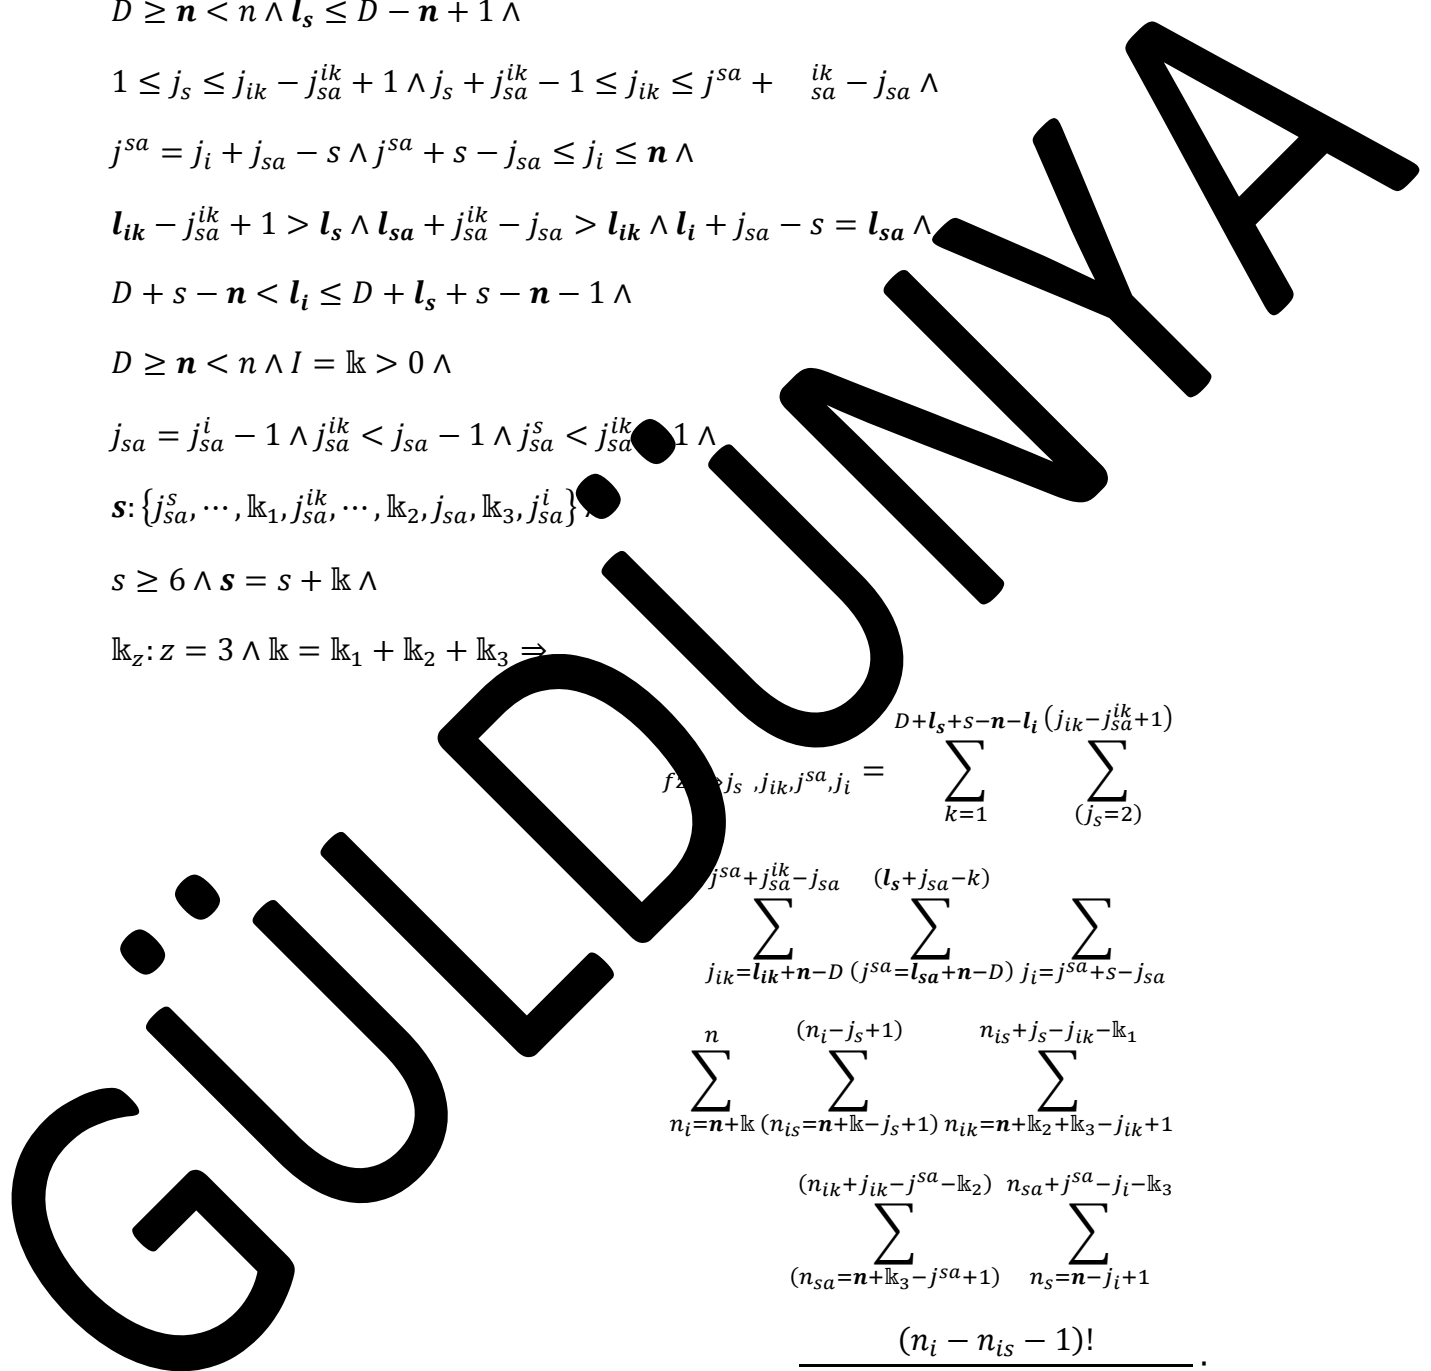 D ≥ 𝒏 < n ∧ 𝒍_s ≤ D − 𝒏 + 1 ∧
1 ≤ j_s ≤ j_{ik} − j_{sa}^{ik} + 1 ∧ j_s + j_{sa}^{ik} − 1 ≤ j_{ik} ≤ j^{sa} + _{sa}^{ik} − j_{sa} ∧
j^{sa} = j_i + j_{sa} − s ∧ j^{sa} + s − j_{sa} ≤ j_i ≤ 𝒏 ∧
𝒍_{ik} − j_{sa}^{ik} + 1 > 𝒍_s ∧ 𝒍_{sa} + j_{sa}^{ik} − j_{sa} > 𝒍_{ik} ∧ 𝒍_i + j_{sa} − s = 𝒍_{sa} ∧
D + s − 𝒏 < 𝒍_i ≤ D + 𝒍_s + s − 𝒏 − 1 ∧
D ≥ 𝒏 < n ∧ I = 𝕜 > 0 ∧
j_{sa} = j_{sa}^i − 1 ∧ j_{sa}^{ik} < j_{sa} − 1 ∧ j_{sa}^s < j_{sa}^{ik} 1 ∧
𝒔: {j_{sa}^s, ⋯, 𝕜_1, j_{sa}^{ik}, ⋯, 𝕜_2, j_{sa}, 𝕜_3, j_{sa}^i}
s ≥ 6 ∧ 𝒔 = s + 𝕜 ∧
𝕜_z: z = 3 ∧ 𝕜 = 𝕜_1 + 𝕜_2 + 𝕜_3 ⇒
j_s ,j_{ik},j^{sa},j_i = ∑_{k=1}^{D+𝒍_s+s−𝒏−𝒍_i} ∑_{(j_s=2)}^{(j_{ik}−j_{sa}^{ik}+1)}
∑_{j_{ik}=𝒍_{ik}+𝒏−D}^{j^{sa}+j_{sa}^{ik}−j_{sa}} ∑_{(j^{sa}=𝒍_{sa}+𝒏−D)}^{(𝒍_s+j_{sa}−k)} ∑_{j_i=j^{sa}+s−j_{sa}}
∑_{n_i=𝒏+𝕜}^{n} ∑_{(n_{is}=𝒏+𝕜−j_s+1)}^{(n_i−j_s+1)} ∑_{n_{ik}=𝒏+𝕜_2+𝕜_3−j_{ik}+1}^{n_{is}+j_s−j_{ik}−𝕜_1}
∑_{(n_{sa}=𝒏+𝕜_3−j^{sa}+1)}^{(n_{ik}+j_{ik}−j^{sa}−𝕜_2)} ∑_{n_s=𝒏−j_i+1}^{n_{sa}+j^{sa}−j_i−𝕜_3}
(n_i − n_{is} − 1)! .
GÜLDÜNYA